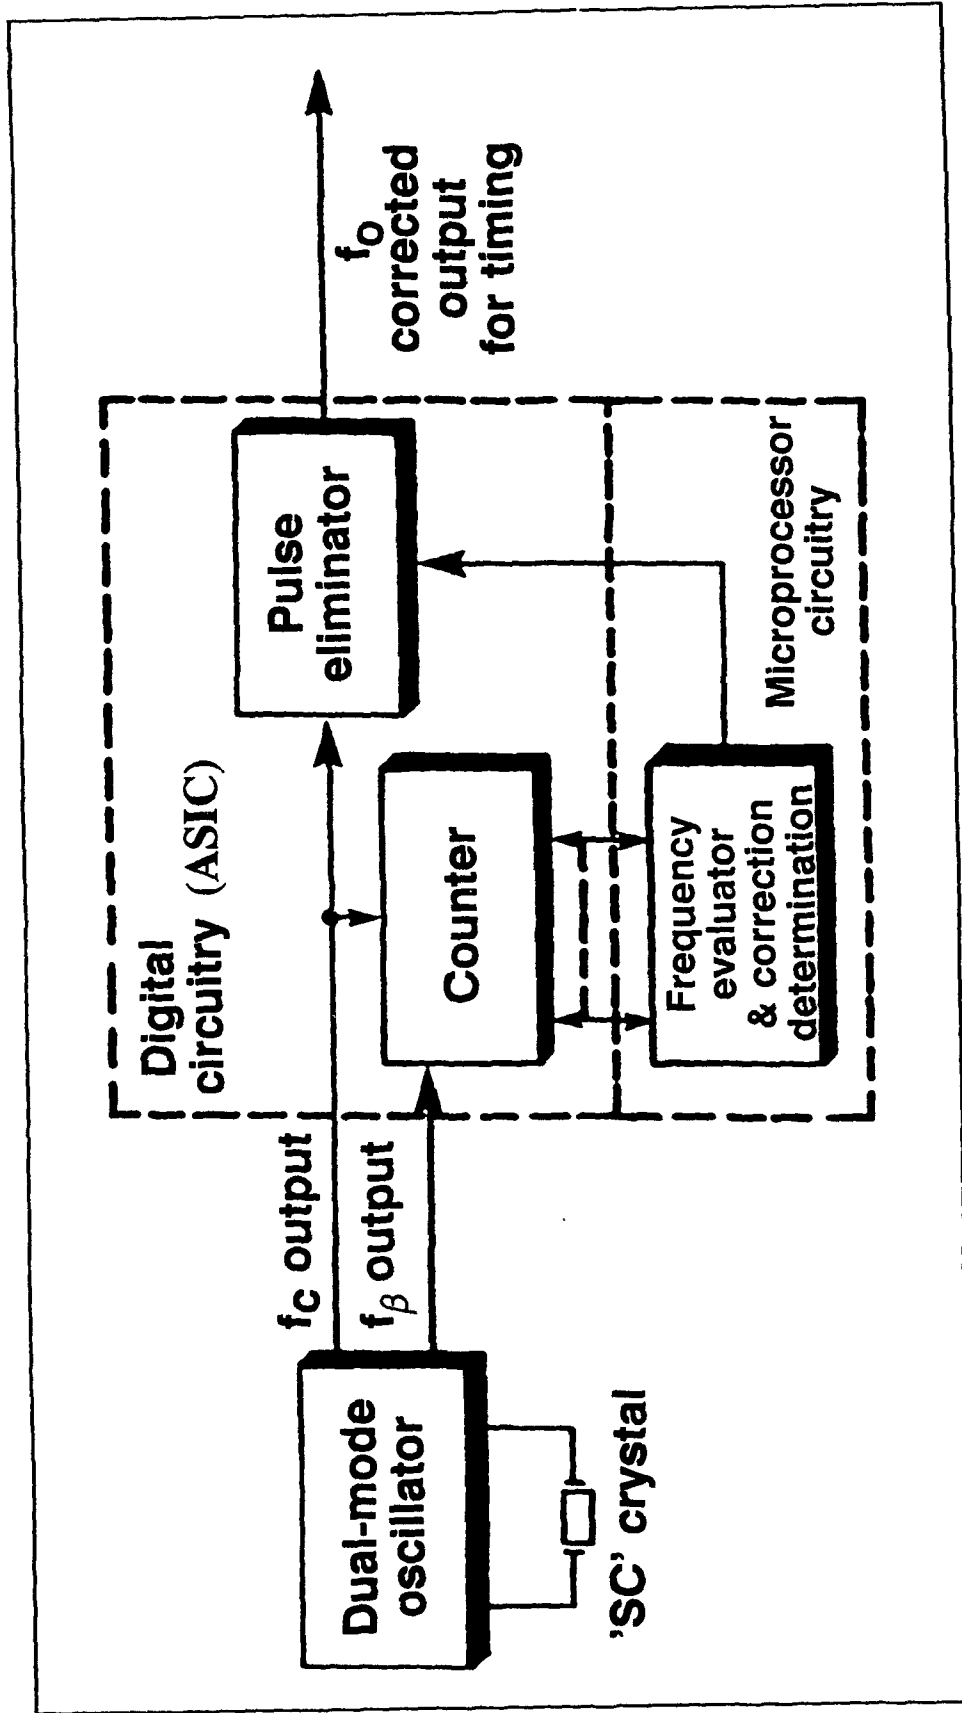 Dual-mode
oscillator
'SC' crystal
fC output
fβ output
Digital
circuitry (ASIC)
Counter
Pulse
eliminator
Frequency
evaluator
& correction
determination
Microprocessor
circuitry
fO
corrected
output
for timing